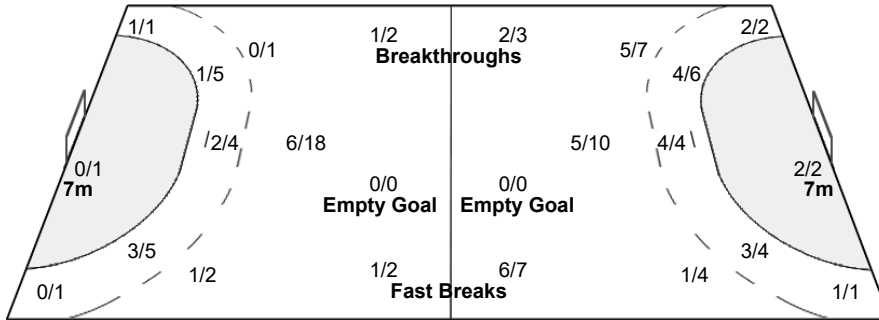 1/1 1/2 2/3 2/2
0/1 5/7
Breakthroughs
1/5 4/6
2/4 6/18 5/10 4/4
0/1 2/2
7m 7m
0/0 0/0
Empty Goal Empty Goal
3/5 3/4
1/2 1/2 6/7 1/4
0/1 Fast Breaks 1/1